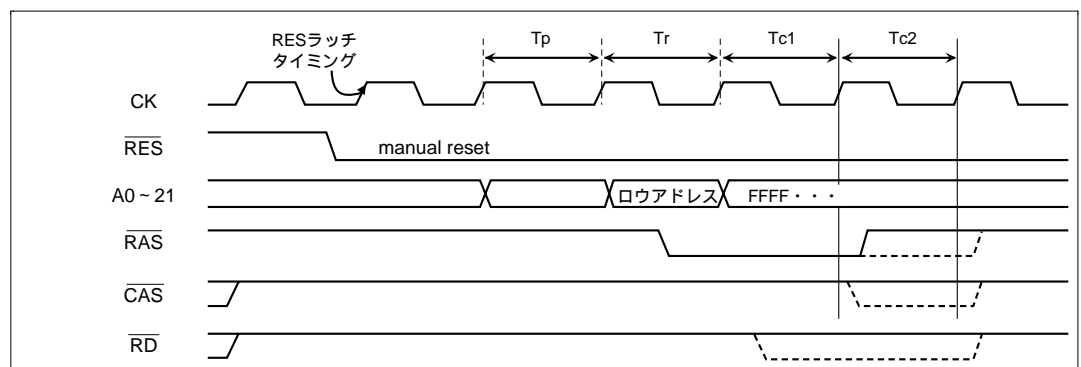 RESラッチ
タイミング
Tp
Tr
Tc1
Tc2
CK
RES
manual reset
A0 ~ 21
ロウアドレス
FFFF・・・
RAS
CAS
RD